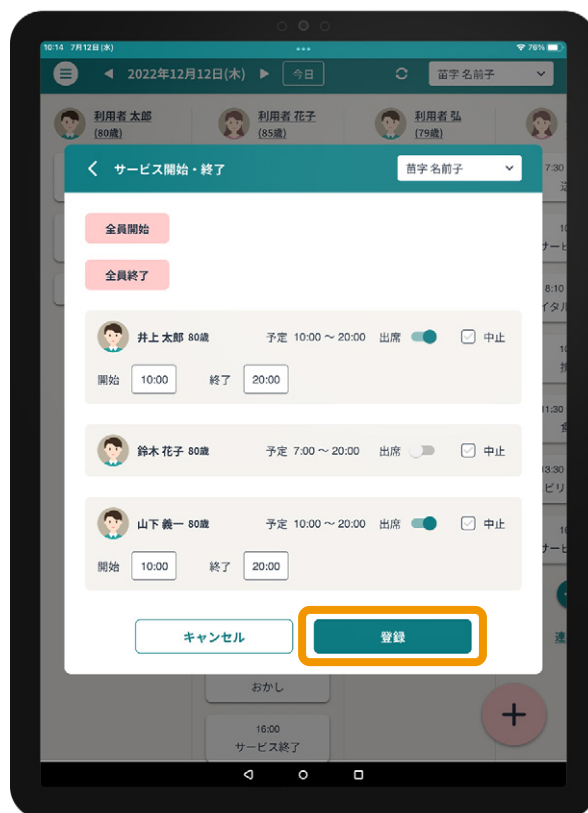 10:14 7月12日(水)
76%
2022年12月12日(木) 今日 苗字 名前子
利用者 太郎 利用者 花子 利用者 弘
(80歳) (85歳) (79歳)
サービス開始・終了 苗字 名前子
7:30
全員開始
全員終了
8:10
井上 太郎 80歳 予定 10:00 〜 20:00 出席 中止
開始 10:00 終了 20:00
11:30
鈴木 花子 80歳 予定 7:00 〜 20:00 出席 中止
13:30
山下 義一 80歳 予定 10:00 〜 20:00 出席 中止
開始 10:00 終了 20:00
キャンセル 登録
おかし
16:00
サービス終了